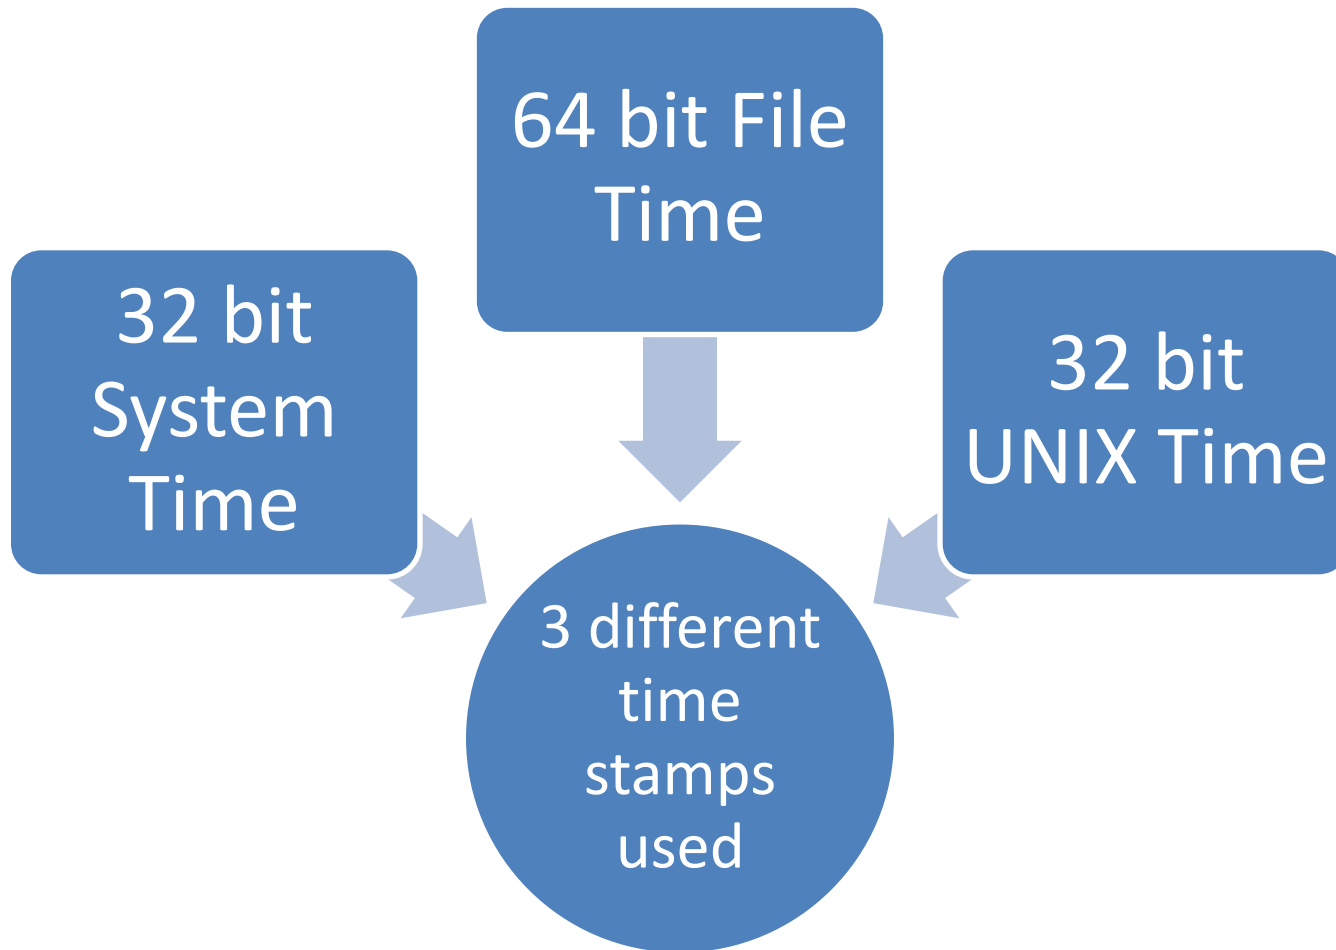 64 bit File
Time
32 bit
System
Time
32 bit
UNIX Time
3 different
time
stamps
used